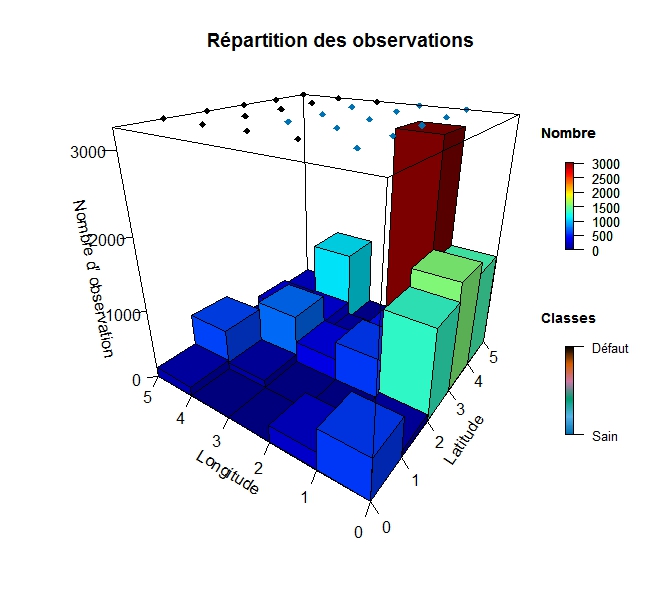 Répartition des observations
3000
2000
1000
0
Nombre d' observation
5
4
3
2
1
0
Longitude
0
1
2
3
4
5
Latitude
Nombre
3000
2500
2000
1500
1000
500
0
Classes
Défaut
Sain